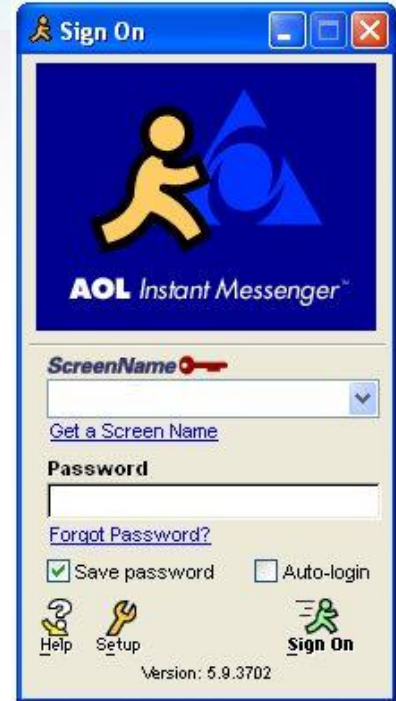 Sign On
AOL Instant Messenger™
ScreenName
Get a Screen Name
Password
Forgot Password?
Save password Auto-login
Help Setup Sign On
Version: 5.9.3702